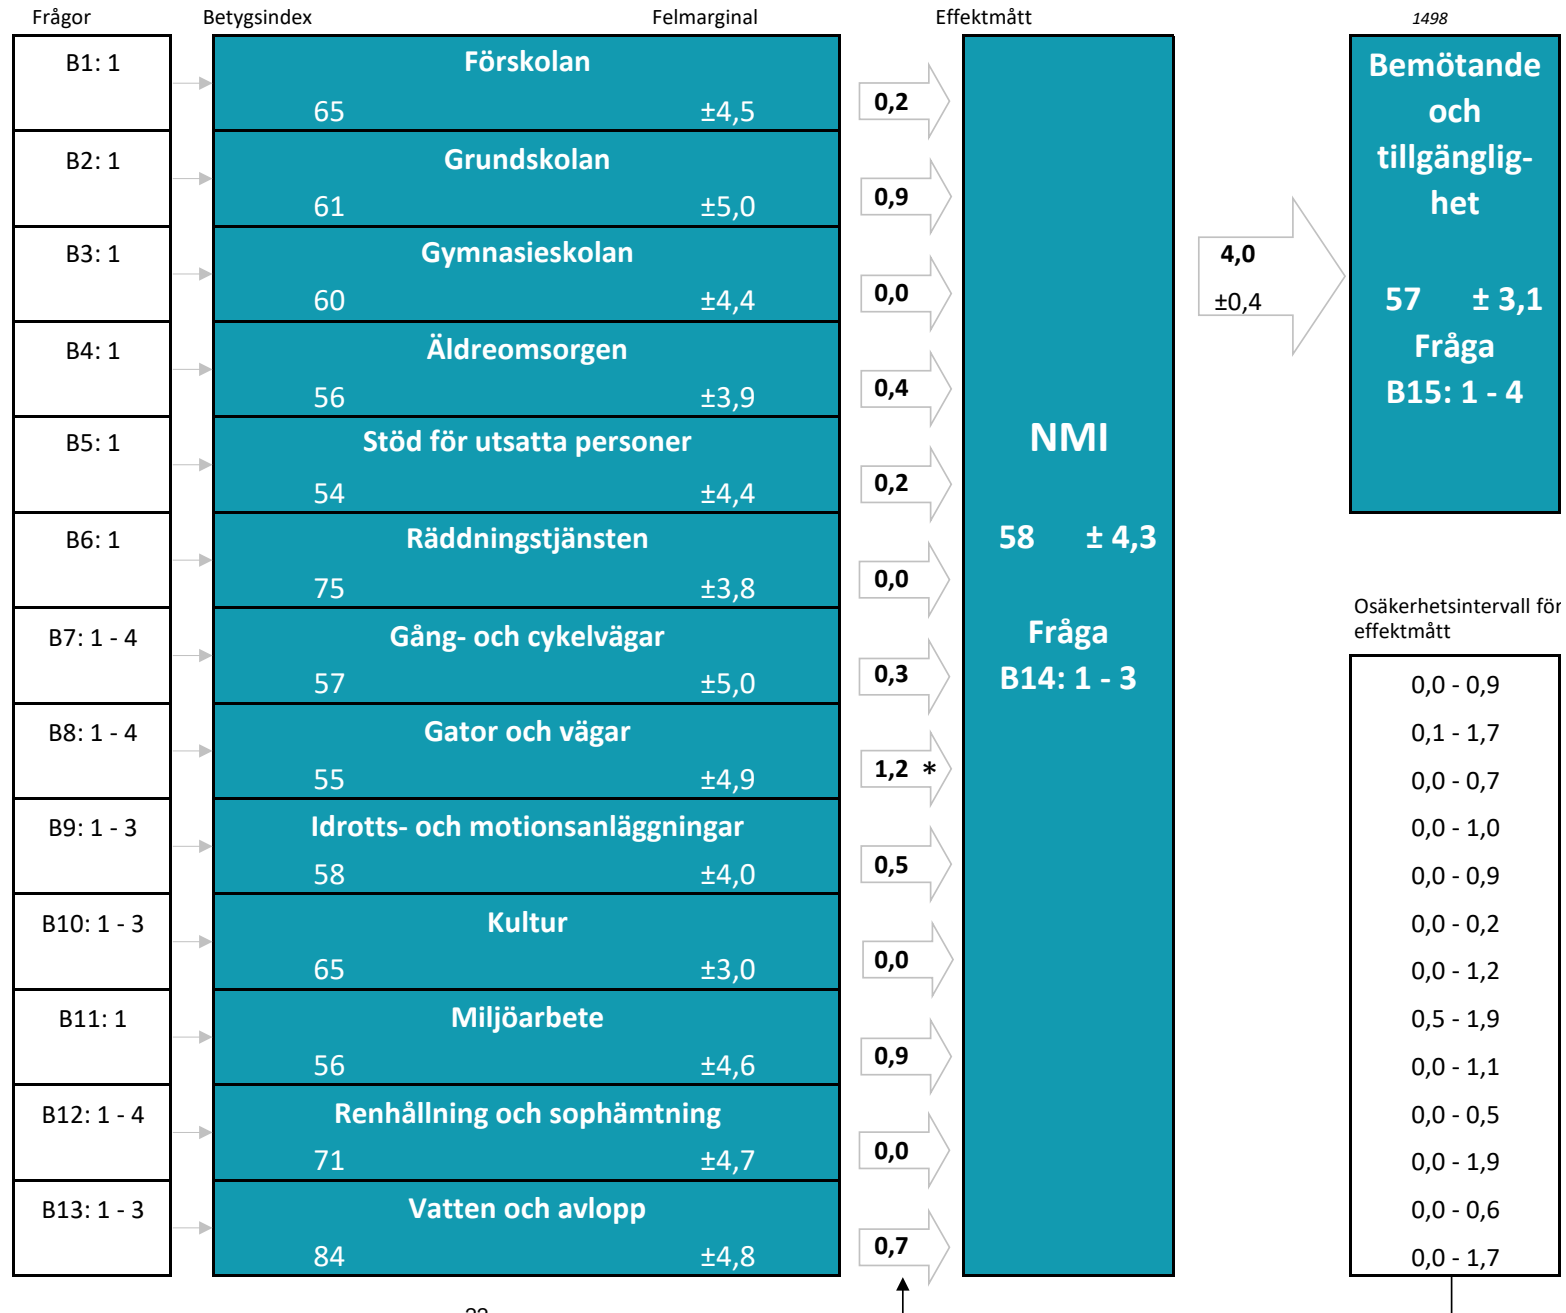 Frågor Betygsindex Felmarginal Effektmått 1498
B1: 1 Förskolan
65 ±4,5 0,2
B2: 1 Grundskolan
61 ±5,0 0,9
B3: 1 Gymnasieskolan
60 ±4,4 0,0
B4: 1 Äldreomsorgen
56 ±3,9 0,4
B5: 1 Stöd för utsatta personer
54 ±4,4 0,2
B6: 1 Räddningstjänsten
75 ±3,8 0,0
B7: 1 - 4 Gång- och cykelvägar
57 ±5,0 0,3
B8: 1 - 4 Gator och vägar
55 ±4,9 1,2 *
B9: 1 - 3 Idrotts- och motionsanläggningar
58 ±4,0 0,5
B10: 1 - 3 Kultur
65 ±3,0 0,0
B11: 1 Miljöarbete
56 ±4,6 0,9
B12: 1 - 4 Renhållning och sophämtning
71 ±4,7 0,0
B13: 1 - 3 Vatten och avlopp
84 ±4,8 0,7
NMI
58 ± 4,3
Fråga
B14: 1 - 3
4,0
±0,4
Bemötande
och
tillgänglig-
het
57 ± 3,1
Fråga
B15: 1 - 4
Osäkerhetsintervall för
effektmått
0,0 - 0,9
0,1 - 1,7
0,0 - 0,7
0,0 - 1,0
0,0 - 0,9
0,0 - 0,2
0,0 - 1,2
0,5 - 1,9
0,0 - 1,1
0,0 - 0,5
0,0 - 1,9
0,0 - 0,6
0,0 - 1,7